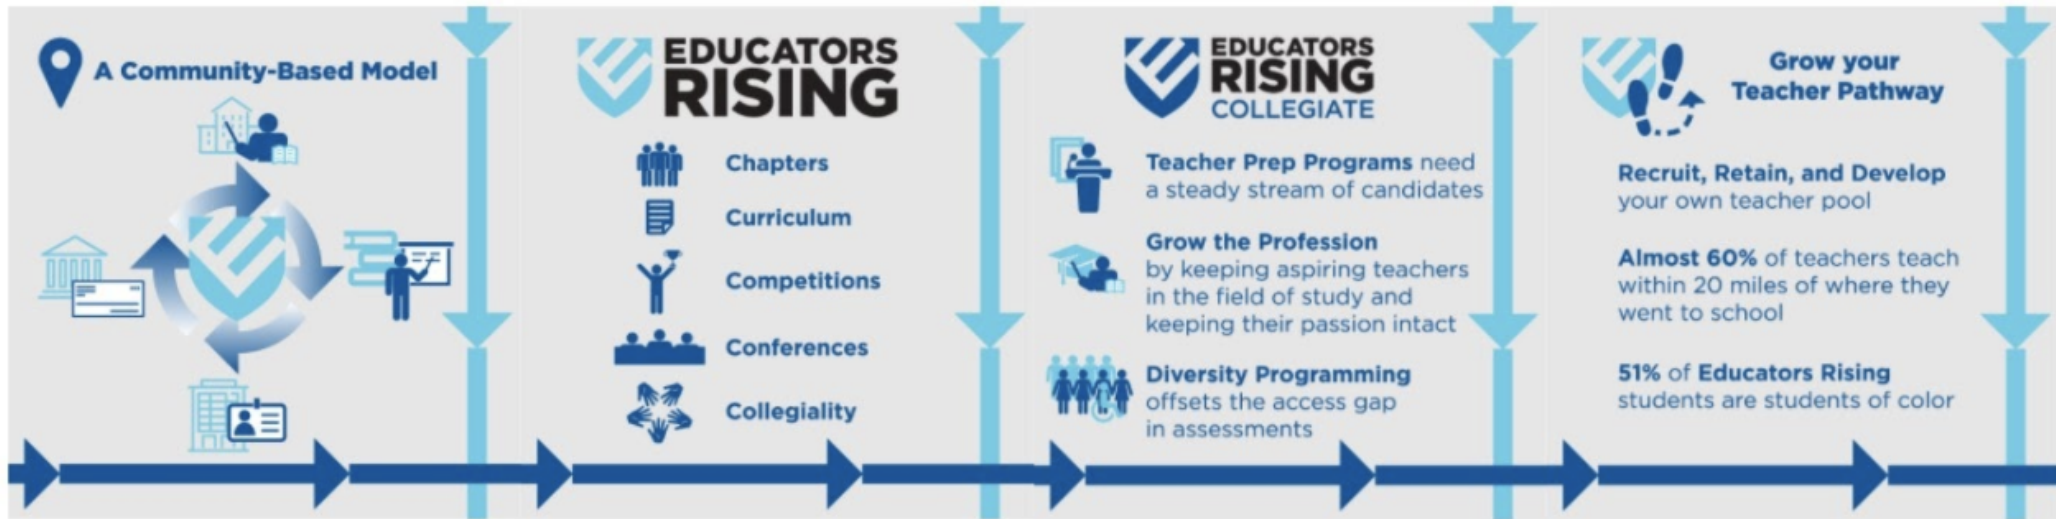 A Community-Based Model
EDUCATORS
RISING
Chapters
Curriculum
Competitions
Conferences
Collegiality
EDUCATORS
RISING
COLLEGIATE
Teacher Prep Programs need
a steady stream of candidates
Grow the Profession
by keeping aspiring teachers
in the field of study and
keeping their passion intact
Diversity Programming
offsets the access gap
in assessments
Grow your
Teacher Pathway
Recruit, Retain, and Develop
your own teacher pool
Almost 60% of teachers teach
within 20 miles of where they
went to school
51% of Educators Rising
students are students of color